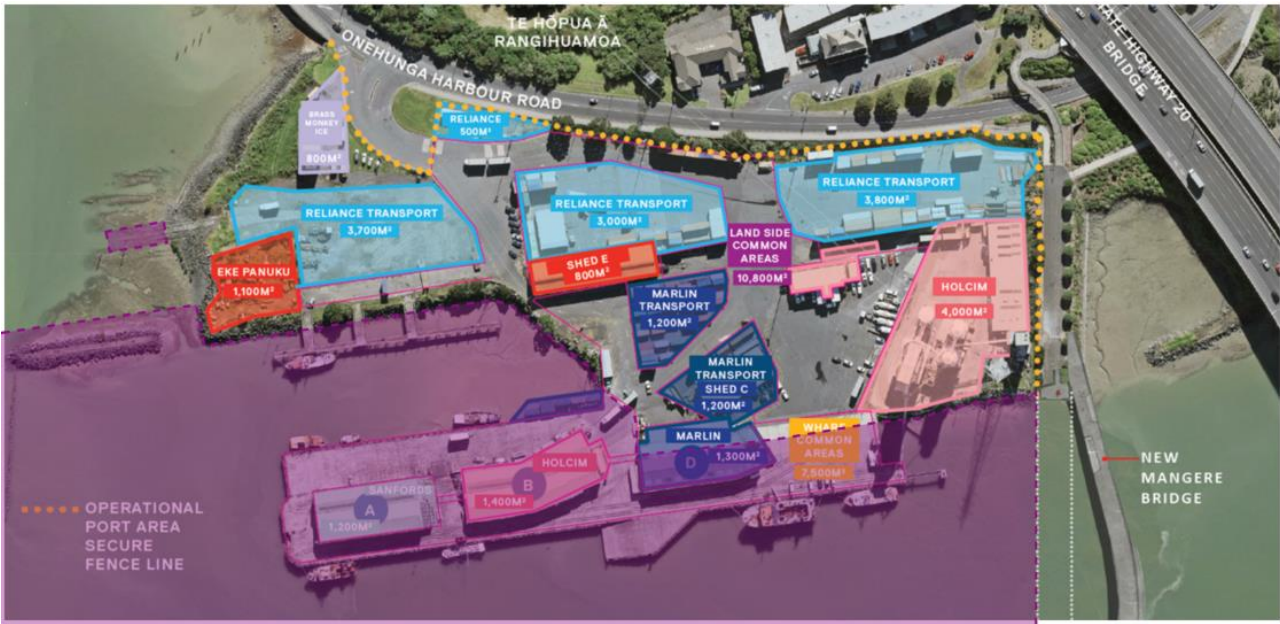 TE HŌPUA Ā
RANGIHUAMOA
ONEHUNGA HARBOUR ROAD
STATE HIGHWAY 20
BRIDGE
BRASS
MONKEY
ICE
800M²
RELIANCE
500M²
RELIANCE TRANSPORT
3,700M²
RELIANCE TRANSPORT
3,000M²
RELIANCE TRANSPORT
3,800M²
LAND SIDE
COMMON
AREAS
10,800M²
EKE PANUKU
1,100M²
SHED E
800M²
MARLIN
TRANSPORT
1,200M²
HOLCIM
4,000M²
MARLIN
TRANSPORT
SHED C
1,200M²
MARLIN
1,300M²
D
WHARF
COMMON
AREAS
7,500M²
HOLCIM
B
1,400M²
SANFORDS
A
1,200M²
OPERATIONAL
PORT AREA
SECURE
FENCE LINE
NEW
MANGERE
BRIDGE